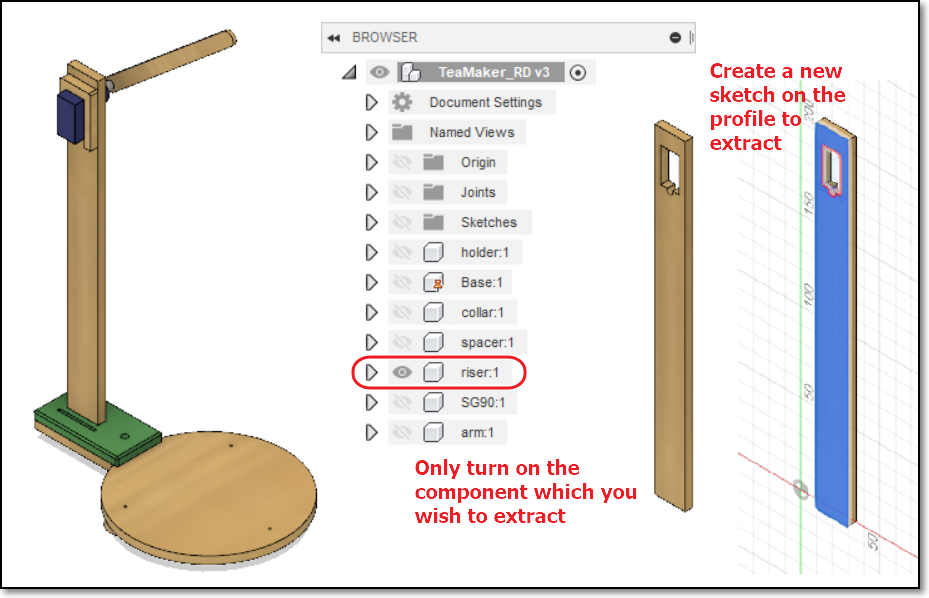 BROWSER
TeaMaker_RD v3
Document Settings
Named Views
Origin
Joints
Sketches
holder:1
Base:1
collar:1
spacer:1
riser:1
SG90:1
arm:1
Only turn on the
component which you
wish to extract
Create a new
sketch on the
profile to
extract
200
150
100
50
50